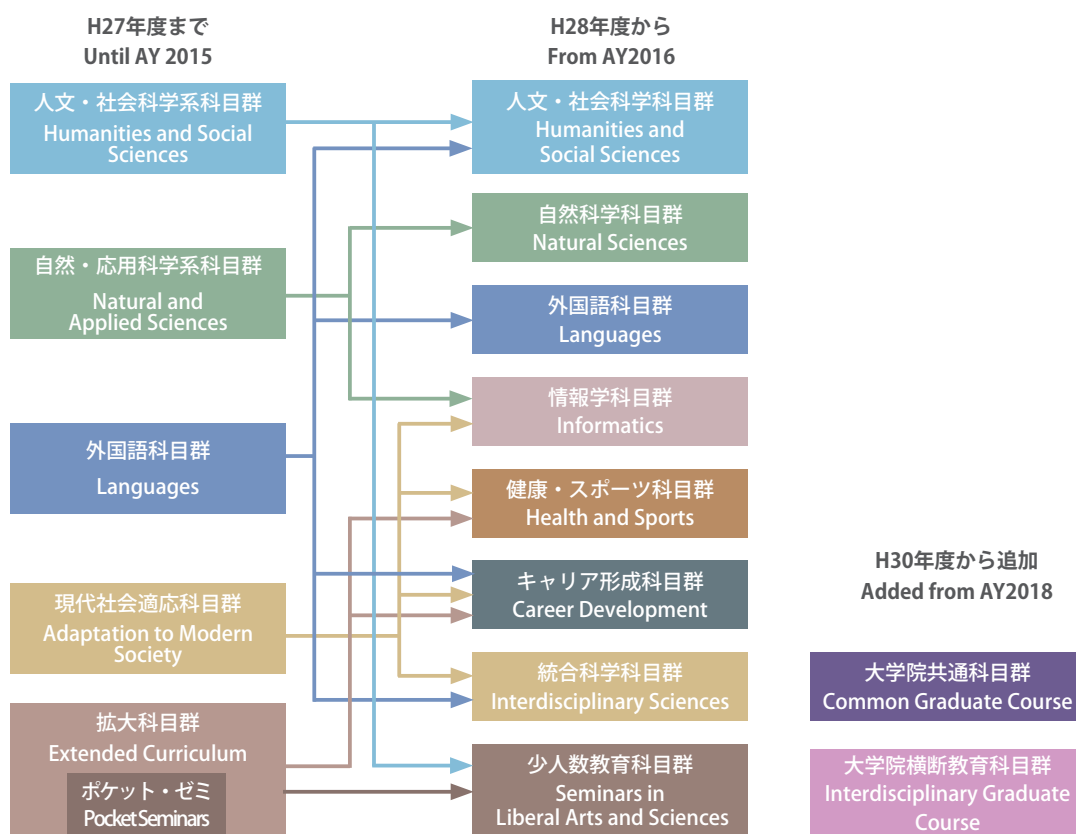 H27年度まで
Until AY 2015
人文・社会科学系科目群
Humanities and Social
Sciences
自然・応用科学系科目群
Natural and
Applied Sciences
外国語科目群
Languages
現代社会適応科目群
Adaptation to Modern
Society
拡大科目群
Extended Curriculum
ポケット・ゼミ
Pocket Seminars
H28年度から
From AY2016
人文・社会科学科目群
Humanities and
Social Sciences
自然科学科目群
Natural Sciences
外国語科目群
Languages
情報学科目群
Informatics
健康・スポーツ科目群
Health and Sports
キャリア形成科目群
Career Development
統合科学科目群
Interdisciplinary Sciences
少人数教育科目群
Seminars in
Liberal Arts and Sciences
H30年度から追加
Added from AY2018
大学院共通科目群
Common Graduate Course
大学院横断教育科目群
Interdisciplinary Graduate
Course